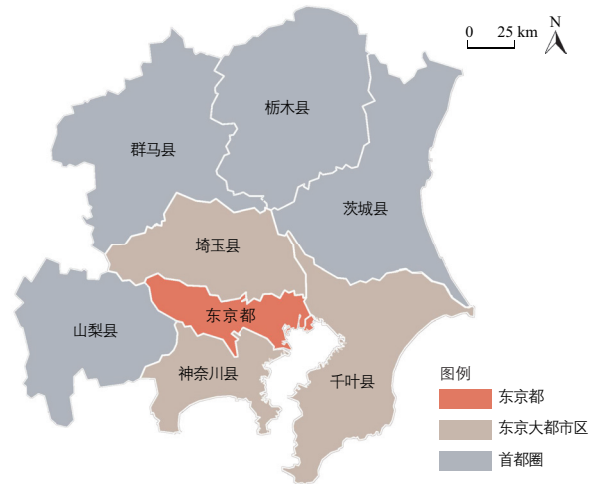 0 25 km N
栃木县
群马县
茨城县
埼玉县
东京都
山梨县
神奈川县
千叶县
图例
东京都
东京大都市区
首都圈